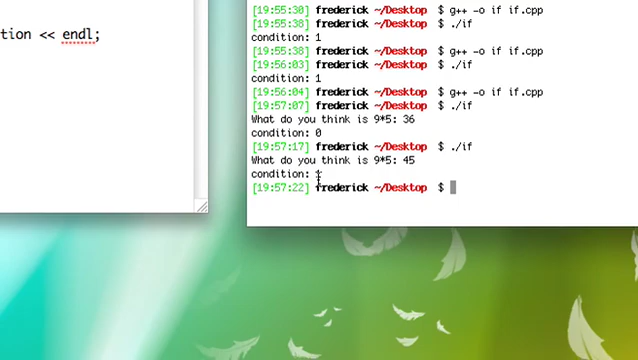 tion << endl;
[19:55:30] frederick ~/Desktop $ g++ -o if if.cpp
[19:55:38] frederick ~/Desktop $ ./if
condition: 1
[19:55:38] frederick ~/Desktop $ g++ -o if if.cpp
[19:56:03] frederick ~/Desktop $ ./if
condition: 1
[19:56:04] frederick ~/Desktop $ g++ -o if if.cpp
[19:57:07] frederick ~/Desktop $ ./if
What do you think is 9*5: 36
condition: 0
[19:57:17] frederick ~/Desktop $ ./if
What do you think is 9*5: 45
condition: 1
[19:57:22] frederick ~/Desktop $